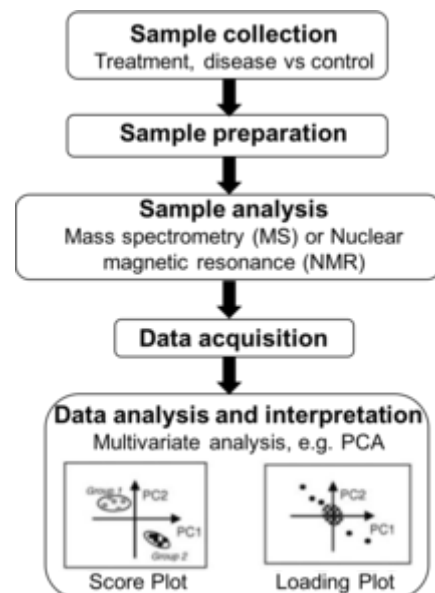 Sample collection
Treatment, disease vs control
Sample preparation
Sample analysis
Mass spectrometry (MS) or Nuclear
magnetic resonance (NMR)
Data acquisition
Data analysis and interpretation
Multivariate analysis, e.g. PCA
Group 1
PC2
PC1
Group 2
Score Plot
PC2
PC1
Loading Plot